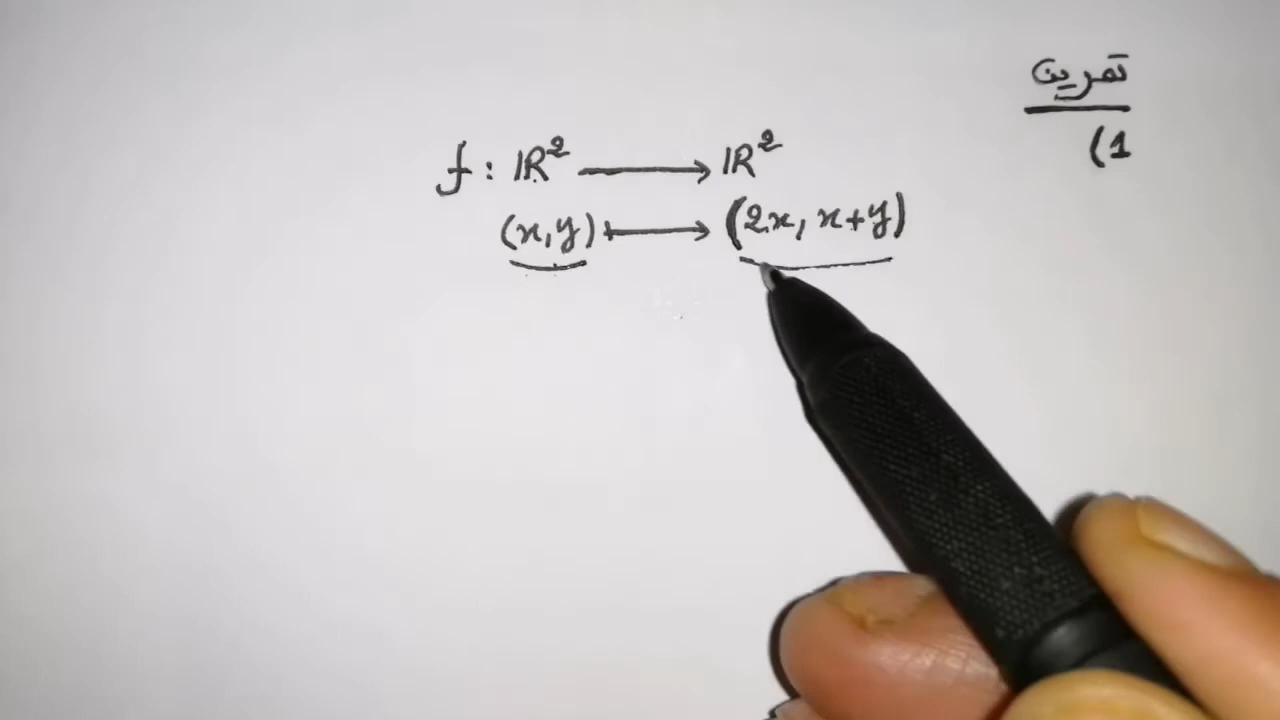 تمرين
(1
f : IR² ⟶ IR²
(x,y) ⟼ (2x, x+y)